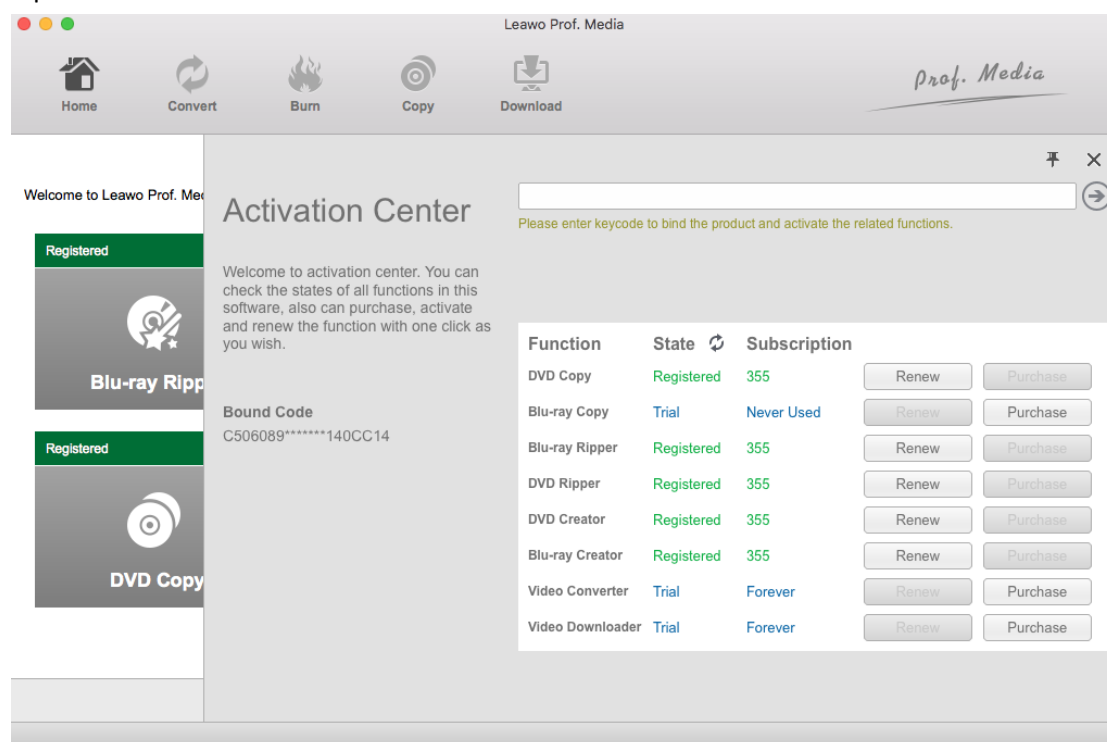 Leawo Prof. Media
Home Convert Burn Copy Download
Prof. Media
Welcome to Leawo Prof.
Registered
Blu-ray Ripp
Registered
DVD Copy
Activation Center
Welcome to activation center. You can
check the states of all functions in this
software, also can purchase, activate
and renew the function with one click as
you wish.
Bound Code
C506089*******140CC14
Please enter keycode to bind the product and activate the related functions.
Function State Subscription
DVD Copy Registered 355 Renew Purchase
Blu-ray Copy Trial Never Used Renew Purchase
Blu-ray Ripper Registered 355 Renew Purchase
DVD Ripper Registered 355 Renew Purchase
DVD Creator Registered 355 Renew Purchase
Blu-ray Creator Registered 355 Renew Purchase
Video Converter Trial Forever Renew Purchase
Video Downloader Trial Forever Renew Purchase